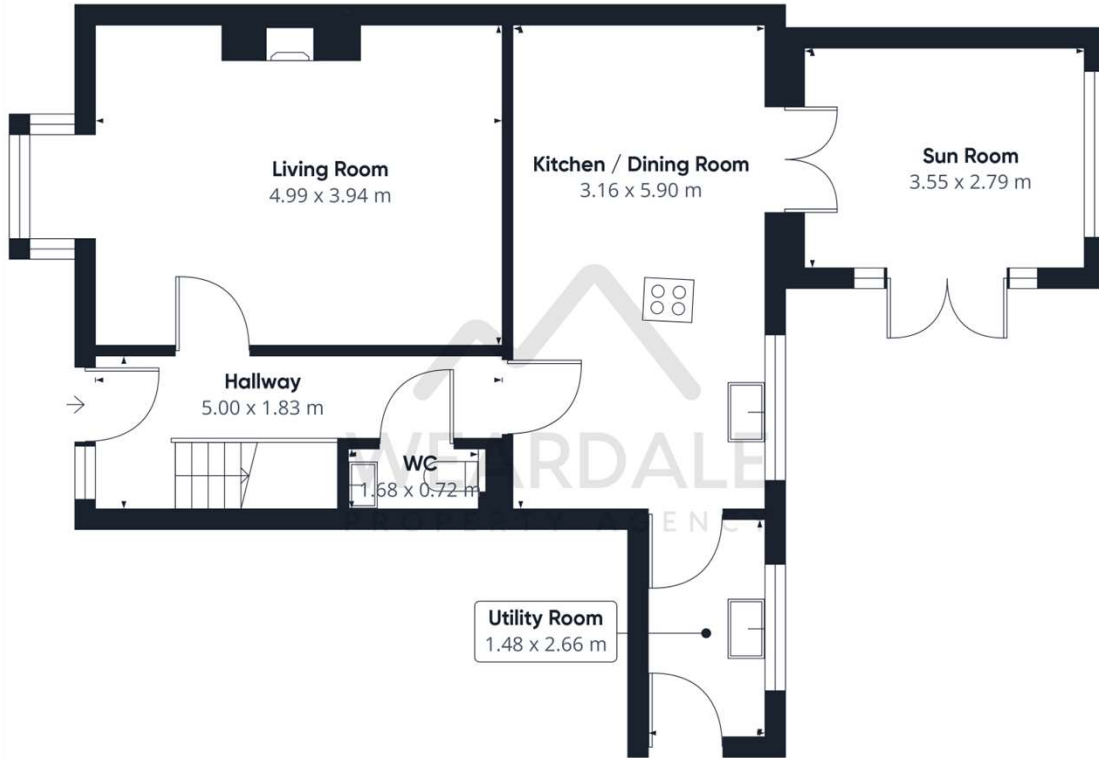 Living Room
4.99 x 3.94 m
Kitchen / Dining Room
3.16 x 5.90 m
Sun Room
3.55 x 2.79 m
Hallway
5.00 x 1.83 m
WC
1.68 x 0.72 m
WEARDALE
PROPERTY AGENCY
Utility Room
1.48 x 2.66 m